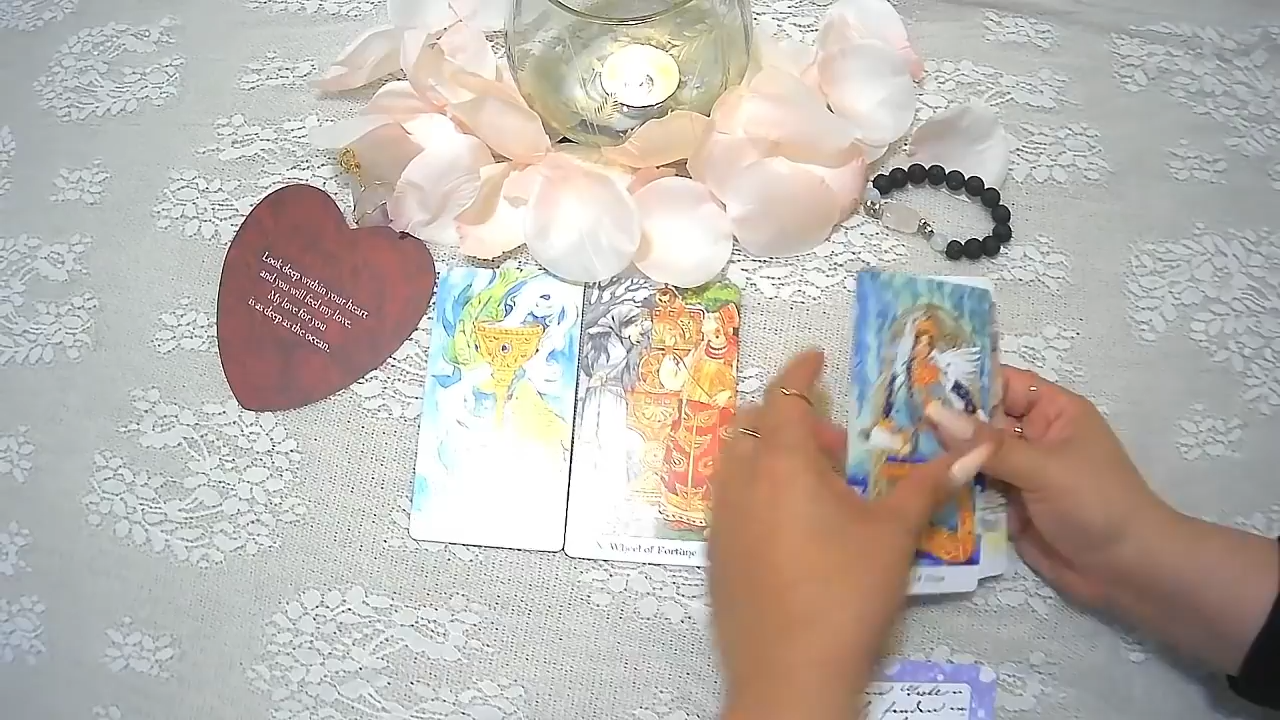 Look deep within your heart
and you will feel my love.
My love for you
is as deep as the ocean.
X Wheel of Fortune